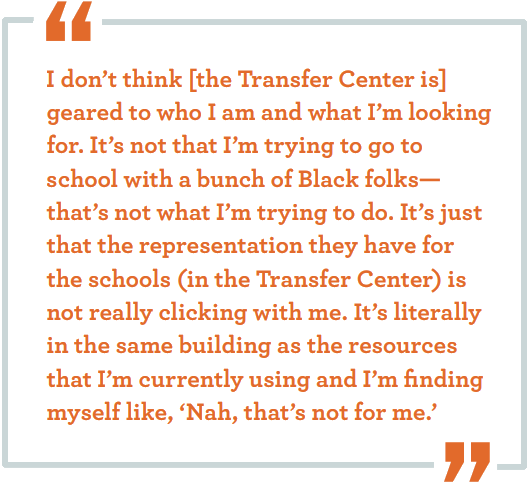 “
I don’t think [the Transfer Center is]
geared to who I am and what I’m looking
for. It’s not that I’m trying to go to
school with a bunch of Black folks—
that’s not what I’m trying to do. It’s just
that the representation they have for
the schools (in the Transfer Center) is
not really clicking with me. It’s literally
in the same building as the resources
that I’m currently using and I’m finding
myself like, ‘Nah, that’s not for me.’
”